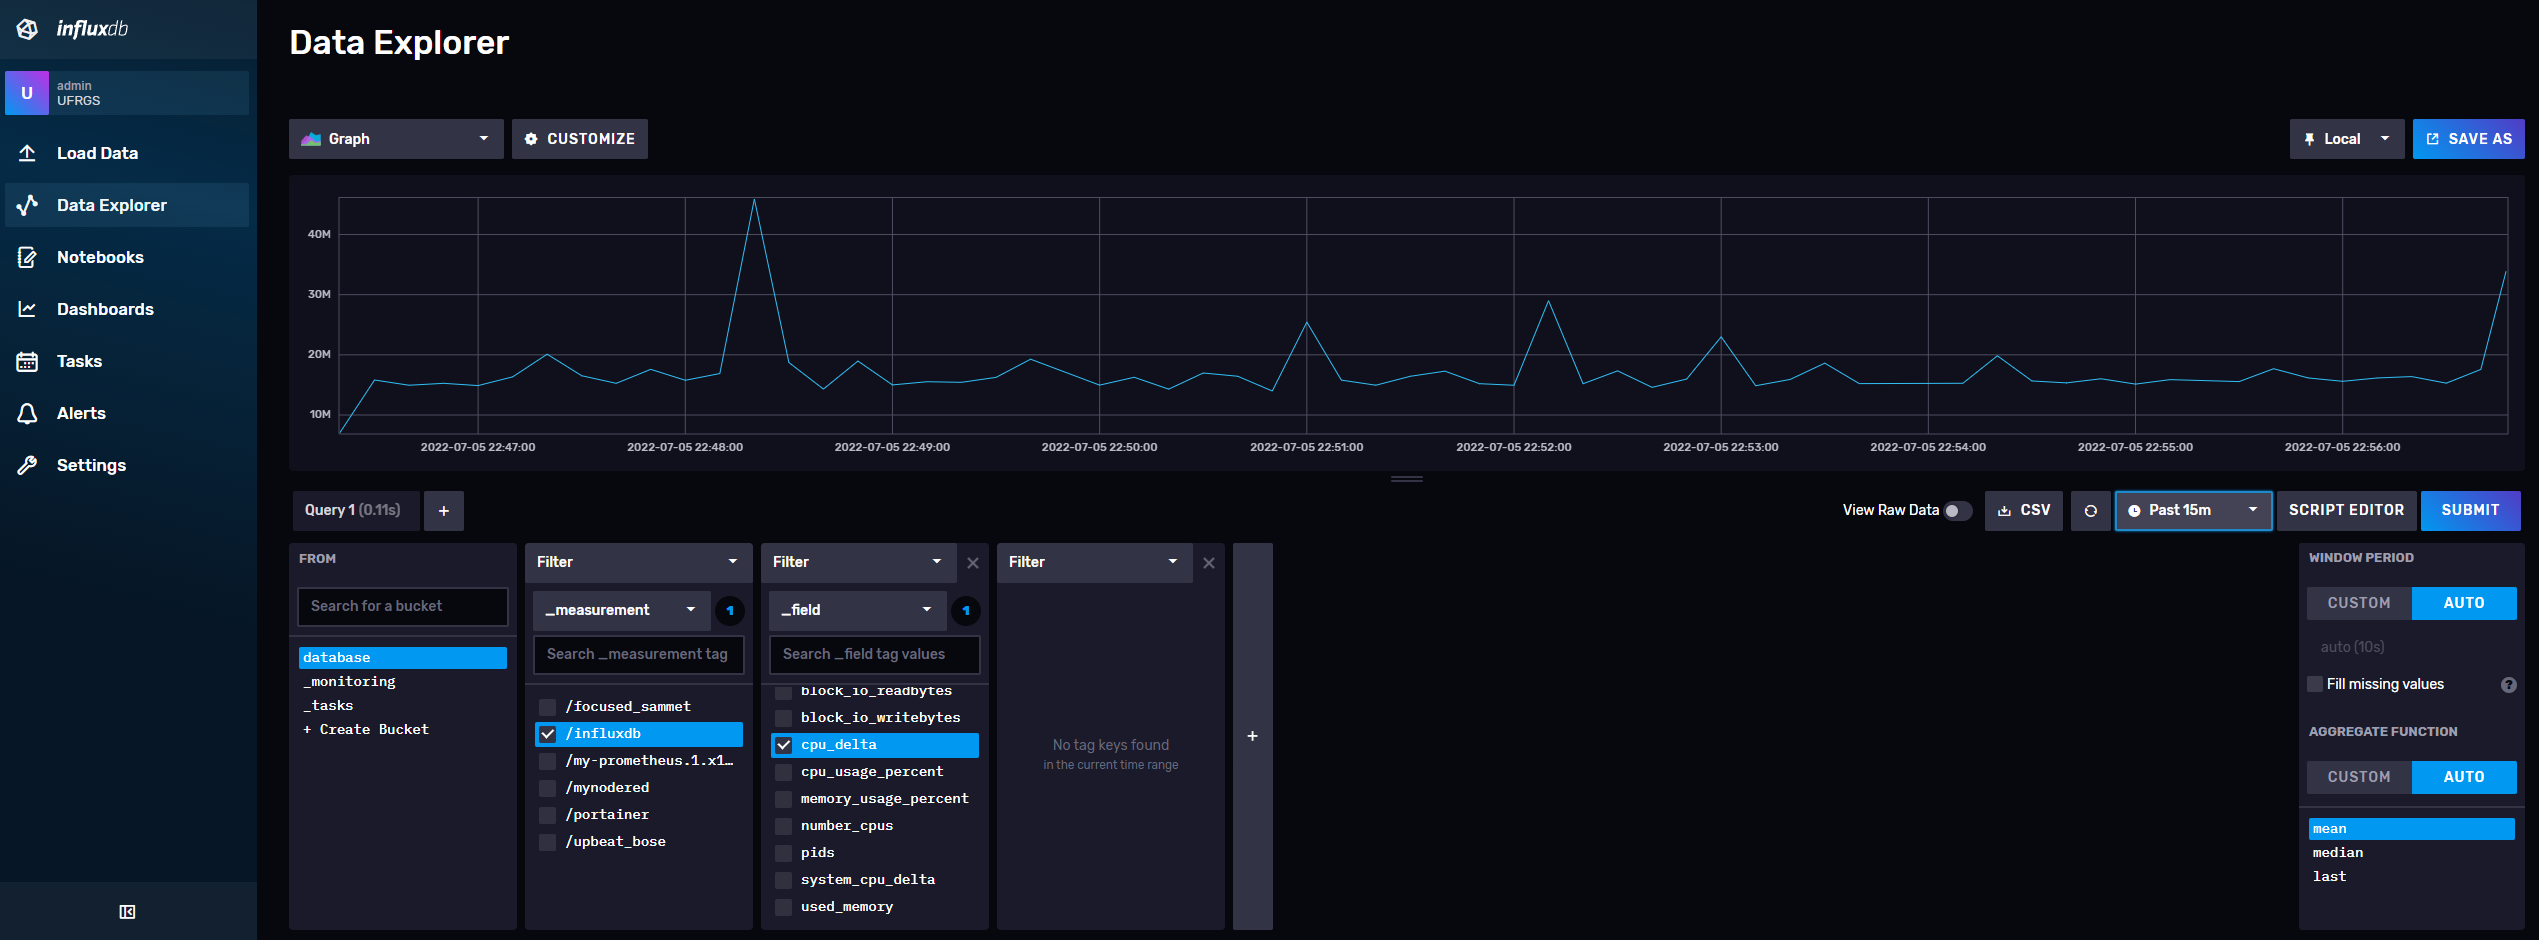 influxdb
U
admin
UFRGS
Load Data
Data Explorer
Notebooks
Dashboards
Tasks
Alerts
Settings
Data Explorer
Graph
CUSTOMIZE
Local
SAVE AS
40M
30M
20M
10M
2022-07-05 22:47:00
2022-07-05 22:48:00
2022-07-05 22:49:00
2022-07-05 22:50:00
2022-07-05 22:51:00
2022-07-05 22:52:00
2022-07-05 22:53:00
2022-07-05 22:54:00
2022-07-05 22:55:00
2022-07-05 22:56:00
Query 1 (0.11s)
+
View Raw Data
CSV
Past 15m
SCRIPT EDITOR
SUBMIT
FROM
Search for a bucket
database
_monitoring
_tasks
+ Create Bucket
Filter
_measurement
1
Search _measurement tag
/focused_sammet
/influxdb
/my-prometheus.1.x1…
/mynodered
/portainer
/upbeat_bose
Filter
_field
1
Search _field tag values
block_io_readbytes
block_io_writebytes
cpu_delta
cpu_usage_percent
memory_usage_percent
number_cpus
pids
system_cpu_delta
used_memory
Filter
No tag keys found
in the current time range
+
WINDOW PERIOD
CUSTOM
AUTO
auto (10s)
Fill missing values
?
AGGREGATE FUNCTION
CUSTOM
AUTO
mean
median
last